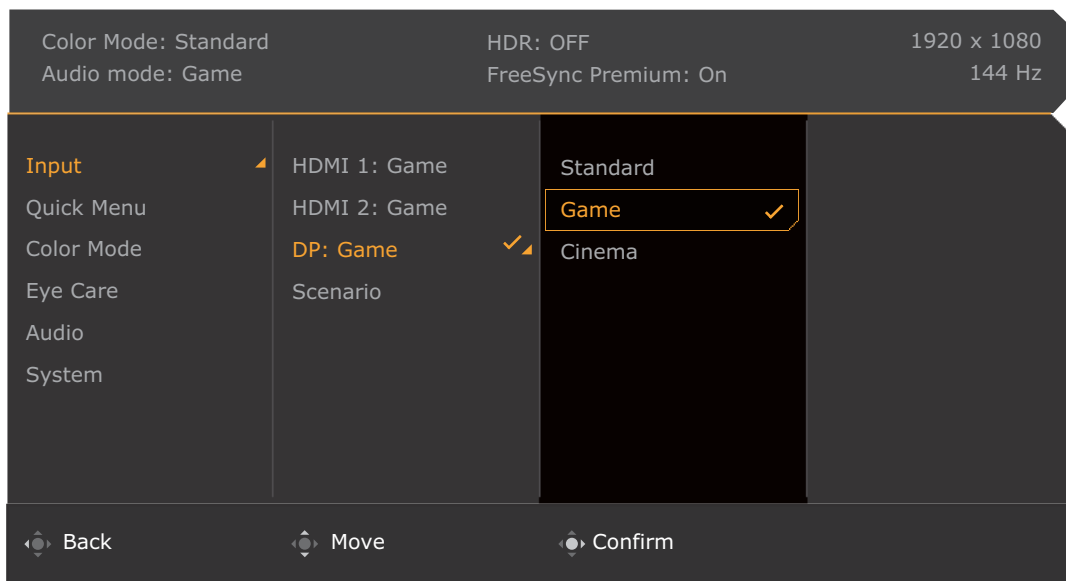 Color Mode: Standard
HDR: OFF
1920 x 1080
Audio mode: Game
FreeSync Premium: On
144 Hz
Input
Quick Menu
Color Mode
Eye Care
Audio
System
HDMI 1: Game
HDMI 2: Game
DP: Game
Scenario
Standard
Game
Cinema
Back
Move
Confirm